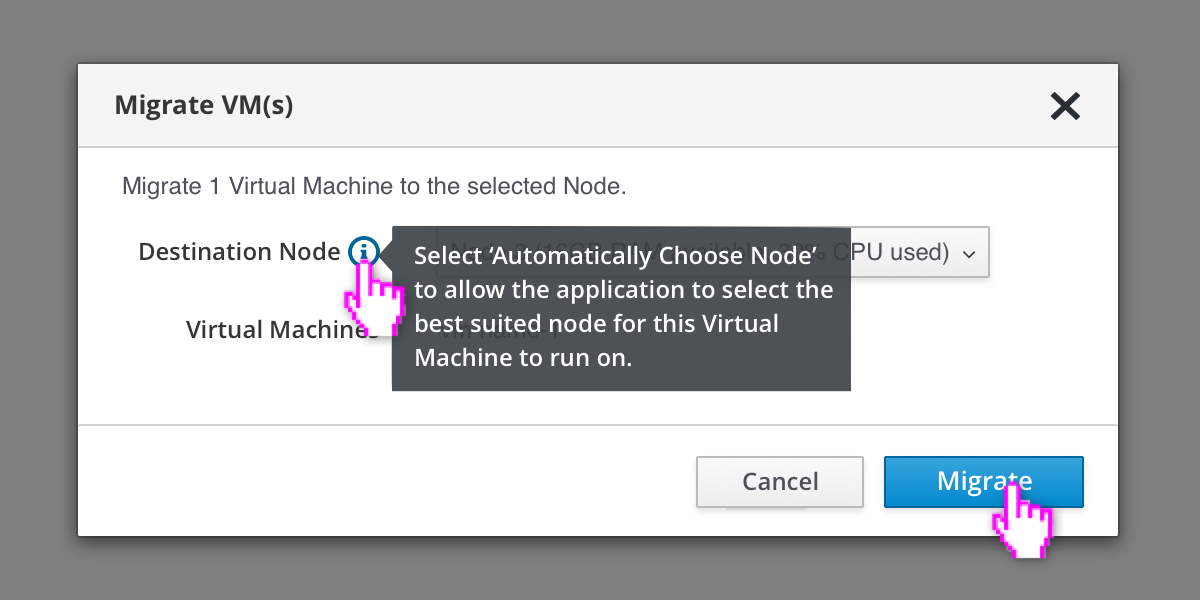 Migrate VM(s)
Migrate 1 Virtual Machine to the selected Node.
Destination Node
CPU used)
Select ‘Automatically Choose Node’
to allow the application to select the
best suited node for this Virtual
Machine to run on.
Virtual Machines
Cancel
Migrate